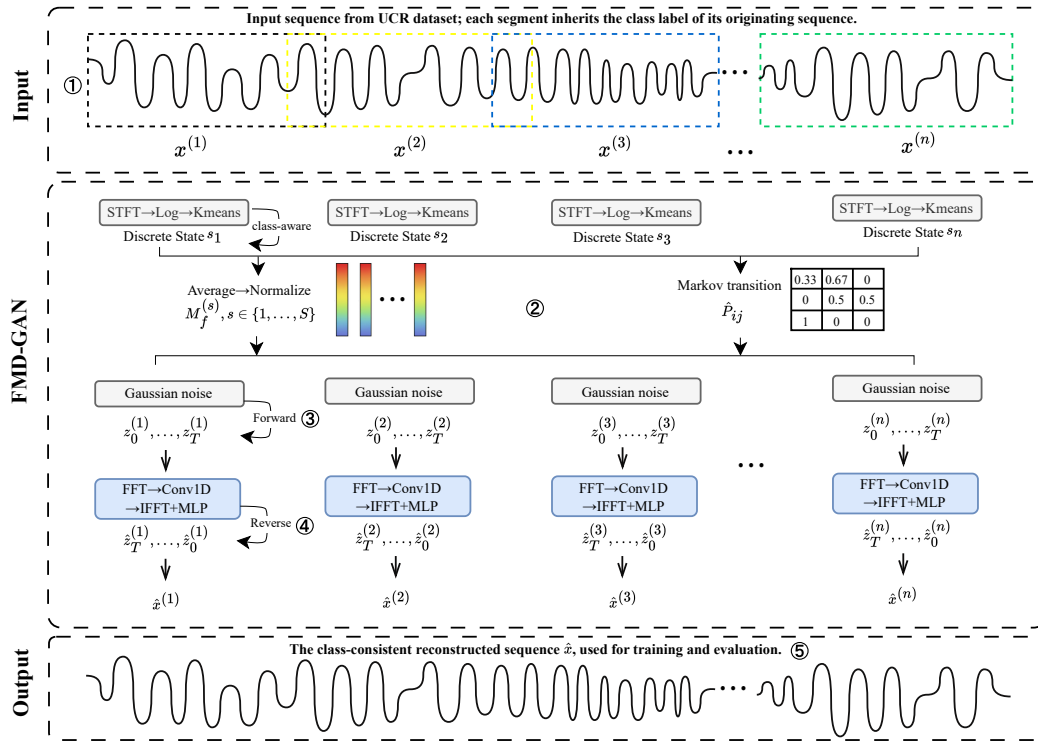 Input sequence from UCR dataset; each segment inherits the class label of its originating sequence.
Input
①
x^(1) x^(2) x^(3) ... x^(n)
FMD-GAN
STFT→Log→Kmeans STFT→Log→Kmeans STFT→Log→Kmeans STFT→Log→Kmeans
class-aware
Discrete State s1 Discrete State s2 Discrete State s3 Discrete State sn
Average→Normalize
M_f^(s), s ∈ {1, . . . , S}
②
Markov transition
P̂_ij
0.33 0.67 0
0 0.5 0.5
1 0 0
Gaussian noise Gaussian noise Gaussian noise Gaussian noise
Forward ③
z_0^(1), . . . , z_T^(1) z_0^(2), . . . , z_T^(2) z_0^(3), . . . , z_T^(3) z_0^(n), . . . , z_T^(n)
FFT→Conv1D FFT→Conv1D FFT→Conv1D FFT→Conv1D
→IFFT+MLP →IFFT+MLP →IFFT+MLP →IFFT+MLP
Reverse ④
ẑ_T^(1), . . . , ẑ_0^(1) ẑ_T^(2), . . . , ẑ_0^(2) ẑ_T^(3), . . . , ẑ_0^(3) ẑ_T^(n), . . . , ẑ_0^(n)
x̂^(1) x̂^(2) x̂^(3) x̂^(n)
Output
The class-consistent reconstructed sequence x̂, used for training and evaluation. ⑤